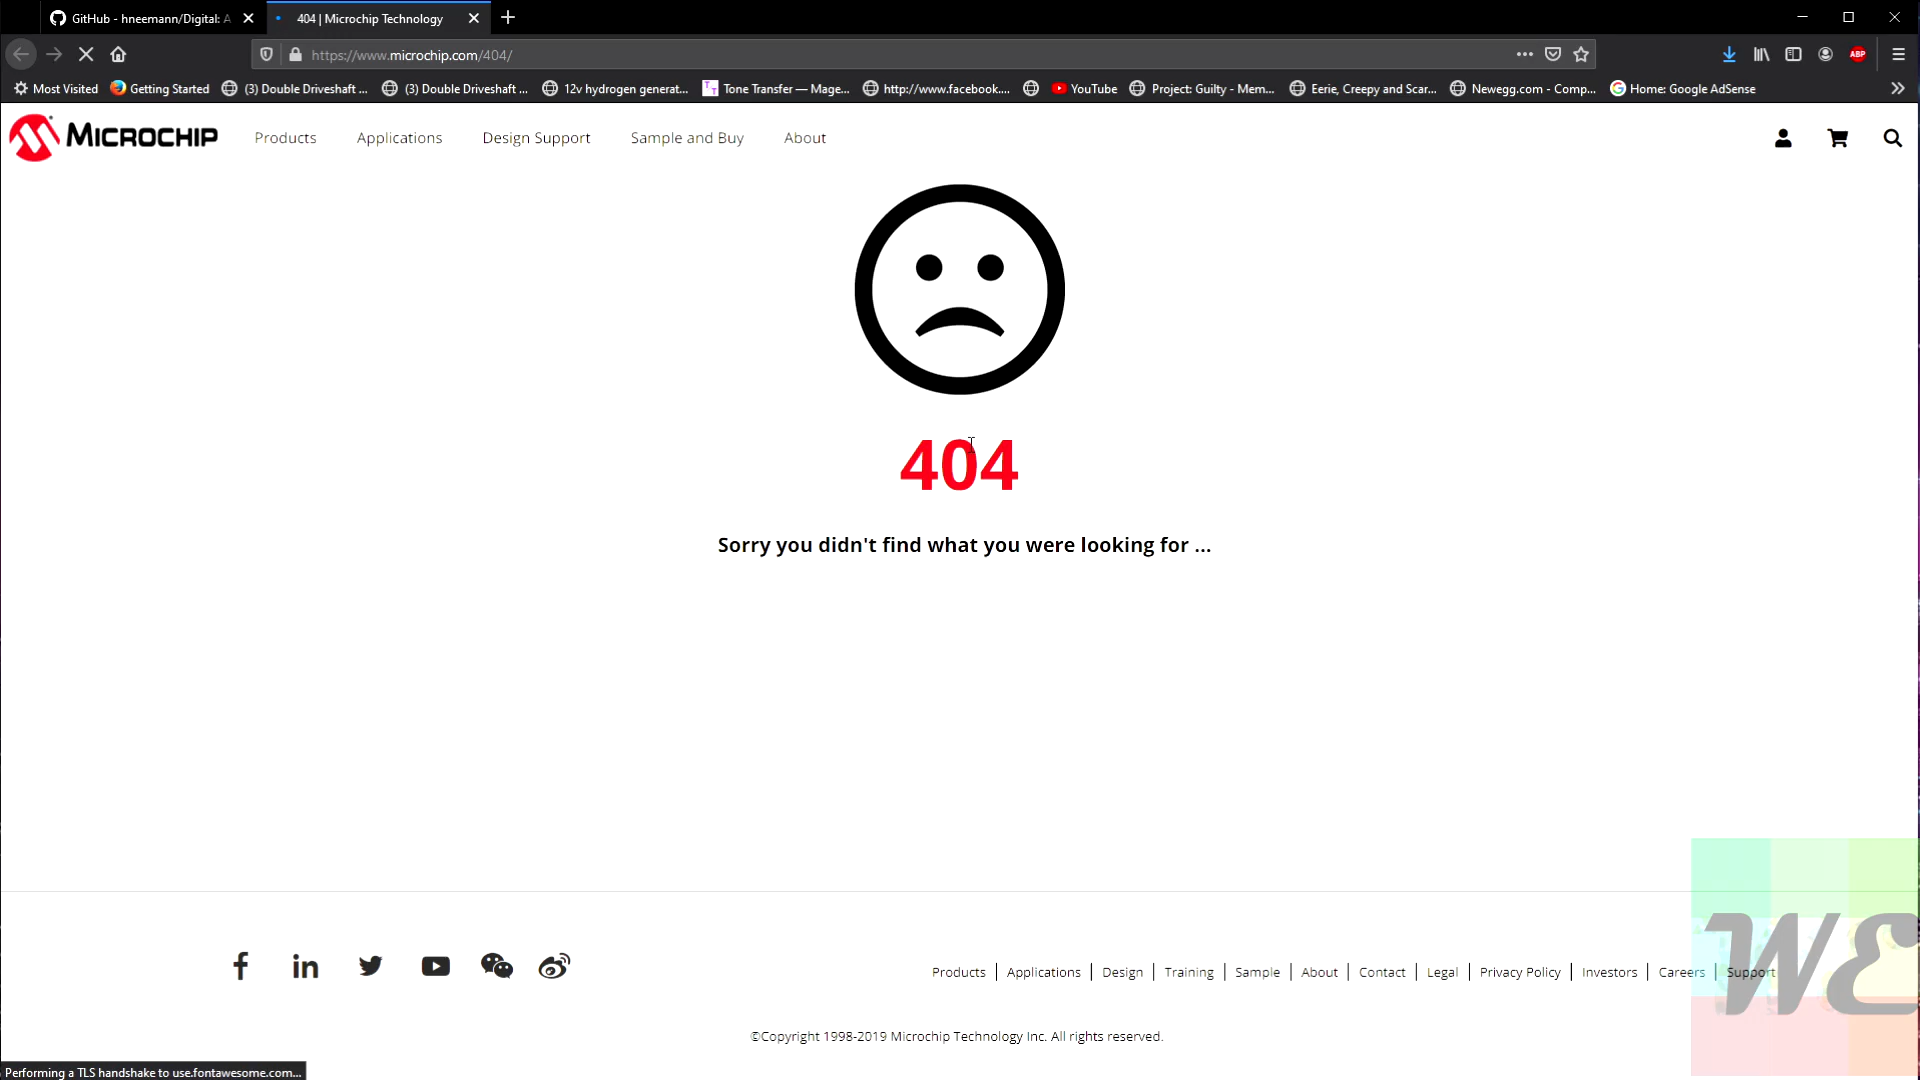 GitHub - hneemann/Digital: A
404 | Microchip Technology
https://www.microchip.com/404/
Most Visited
Getting Started
(3) Double Driveshaft ...
(3) Double Driveshaft ...
12v hydrogen generat...
Tone Transfer — Mage...
http://www.facebook....
YouTube
Project: Guilty - Mem...
Eerie, Creepy and Scar...
Newegg.com - Comp...
Home: Google AdSense
ABP
MICROCHIP
Products
Applications
Design Support
Sample and Buy
About
404
Sorry you didn't find what you were looking for ...
Products | Applications | Design | Training | Sample | About | Contact | Legal | Privacy Policy | Investors | Careers | Support
©Copyright 1998-2019 Microchip Technology Inc. All rights reserved.
WE
Performing a TLS handshake to use.fontawesome.com...